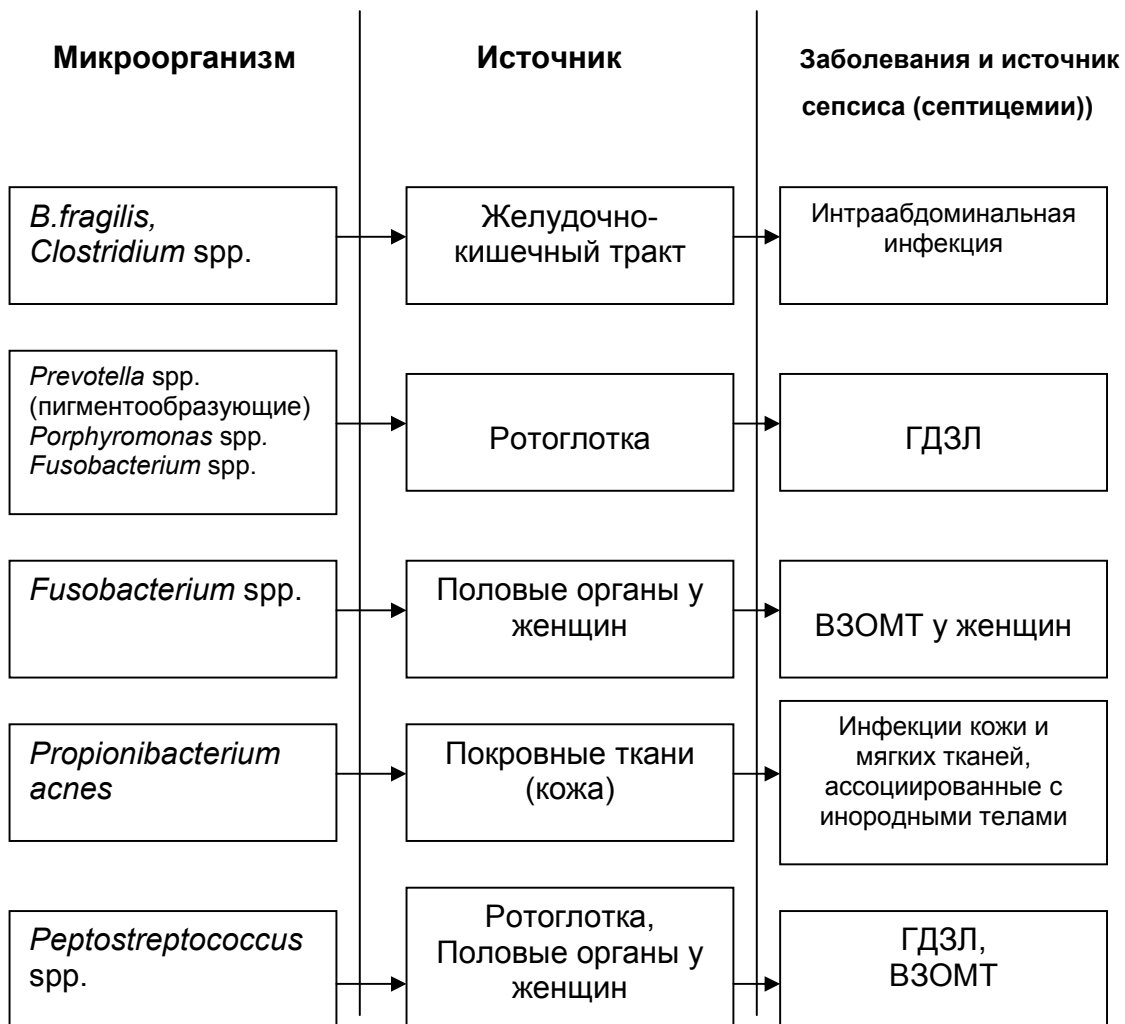 Микроорганизм
Источник
Заболевания и источник
сепсиса (септицемии))
B.fragilis,
Clostridium spp.
Желудочно-
кишечный тракт
Интраабдоминальная
инфекция
Prevotella spp.
(пигментообразующие)
Porphyromonas spp.
Fusobacterium spp.
Ротоглотка
ГДЗЛ
Fusobacterium spp.
Половые органы у
женщин
ВЗОМТ у женщин
Propionibacterium
acnes
Покровные ткани
(кожа)
Инфекции кожи и
мягких тканей,
ассоциированные с
инородными телами
Peptostreptococcus
spp.
Ротоглотка,
Половые органы у
женщин
ГДЗЛ,
ВЗОМТ